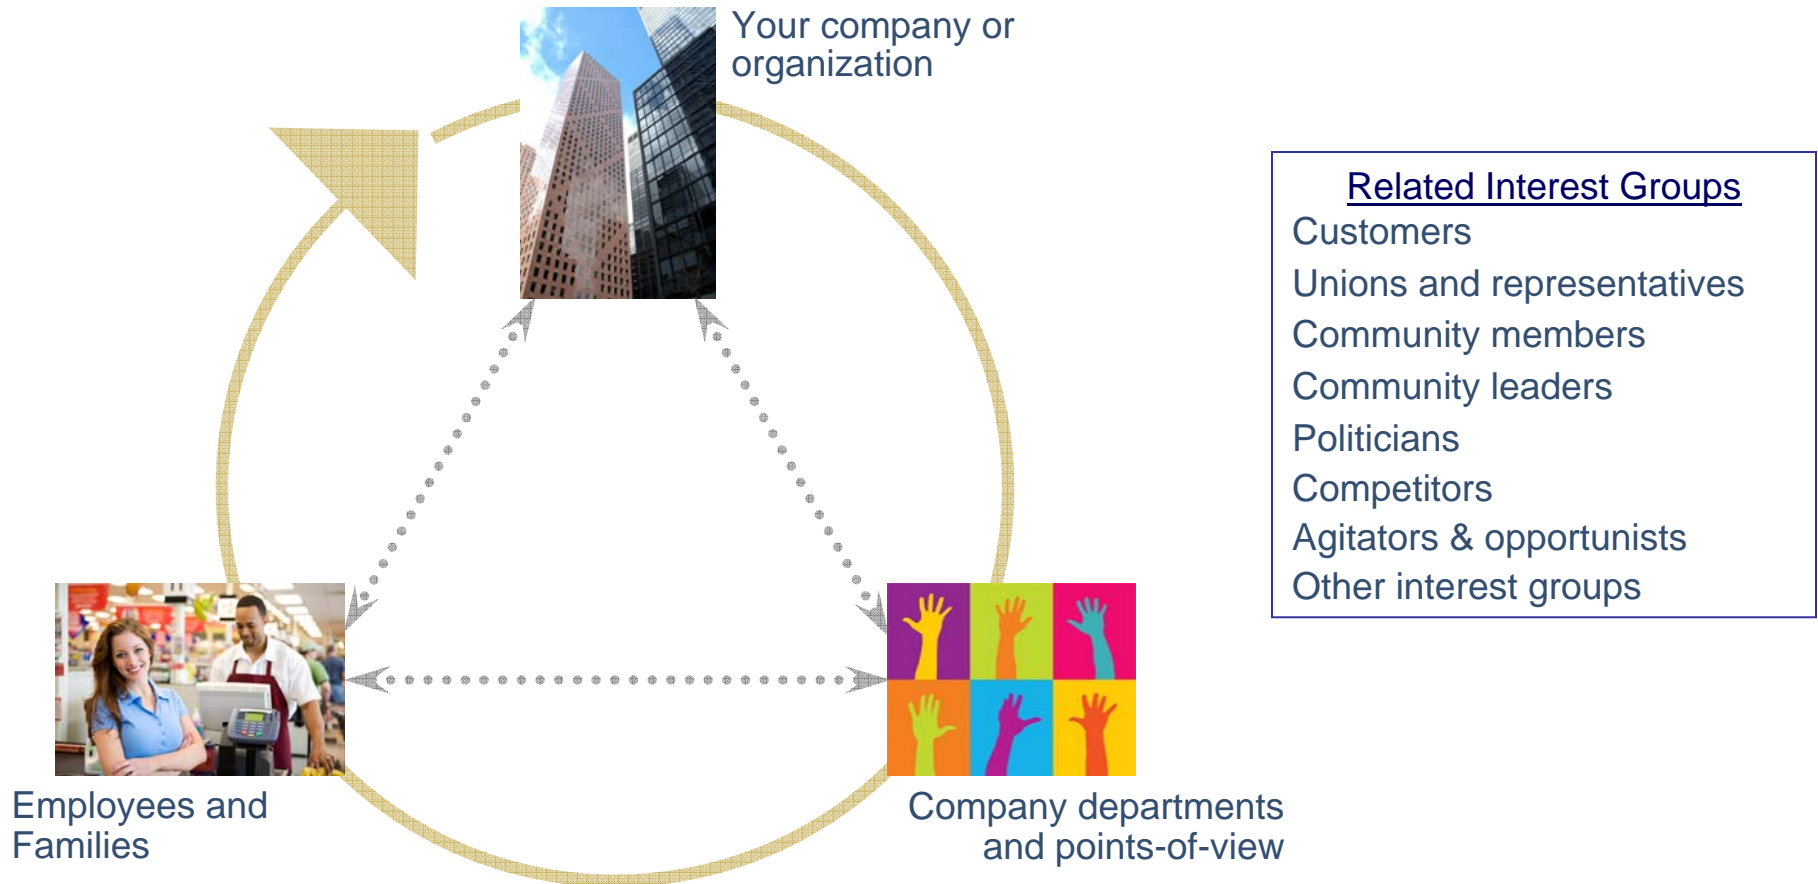 Your company or
organization
Related Interest Groups
Customers
Unions and representatives
Community members
Community leaders
Politicians
Competitors
Agitators & opportunists
Other interest groups
Employees and
Families
Company departments
and points-of-view